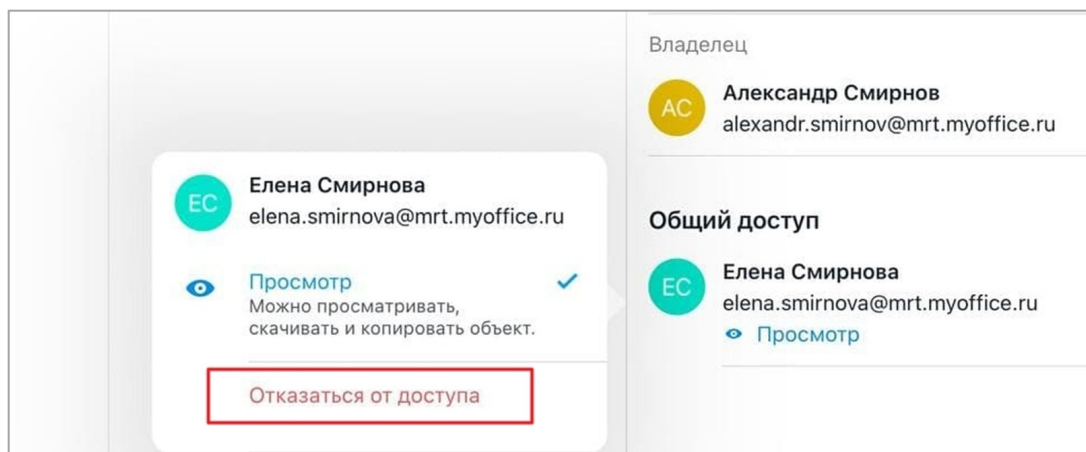 Владелец
АС
Александр Смирнов
alexandr.smirnov@mrt.myoffice.ru
ЕС
Елена Смирнова
elena.smirnova@mrt.myoffice.ru
Просмотр
Можно просматривать,
скачивать и копировать объект.
Отказаться от доступа
Общий доступ
ЕС
Елена Смирнова
elena.smirnova@mrt.myoffice.ru
Просмотр